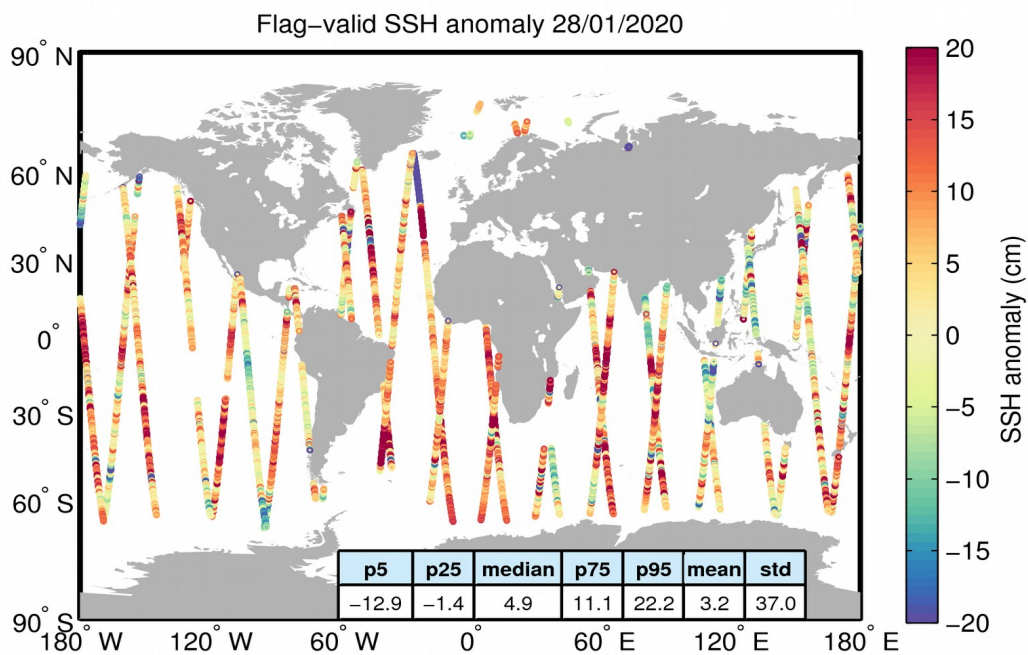 Flag−valid SSH anomaly 28/01/2020
90° N
60° N
30° N
0°
30° S
60° S
90° S
180° W 120° W 60° W 0° 60° E 120° E 180° E
p5 p25 median p75 p95 mean std
−12.9 −1.4 4.9 11.1 22.2 3.2 37.0
20
15
10
5
0
−5
−10
−15
−20
SSH anomaly (cm)